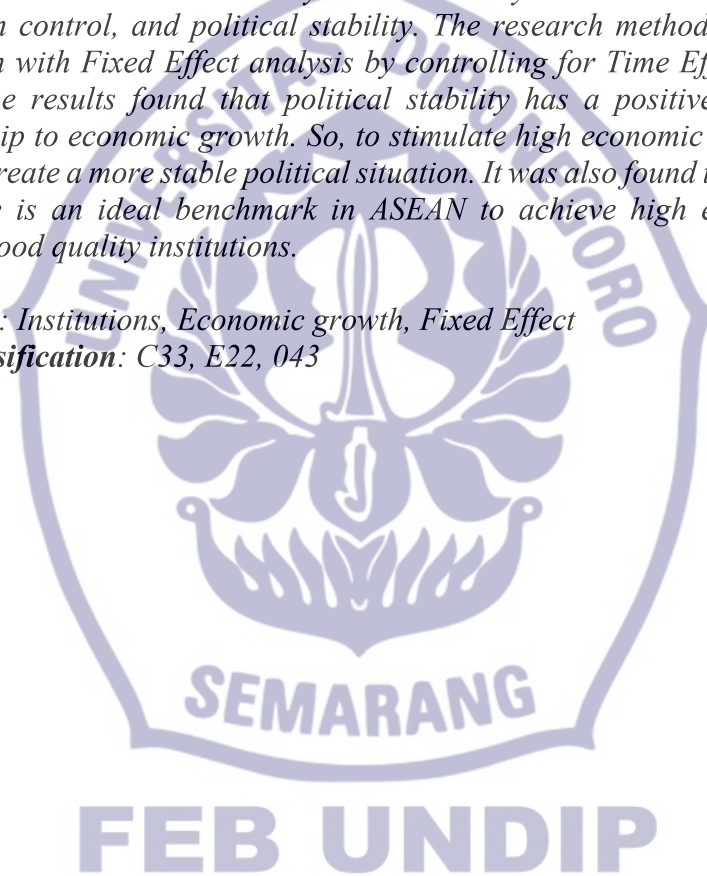 n control, and political stability. The research method
n with Fixed Effect analysis by controlling for Time Eff
e results found that political stability has a positive
ip to economic growth. So, to stimulate high economic
reate a more stable political situation. It was also found
is an ideal benchmark in ASEAN to achieve high e
ood quality institutions.
: Institutions, Economic growth, Fixed Effect
sification: C33, E22, 043
UNIVERSITAS DIPONEGORO
SEMARANG
FEB UNDIP